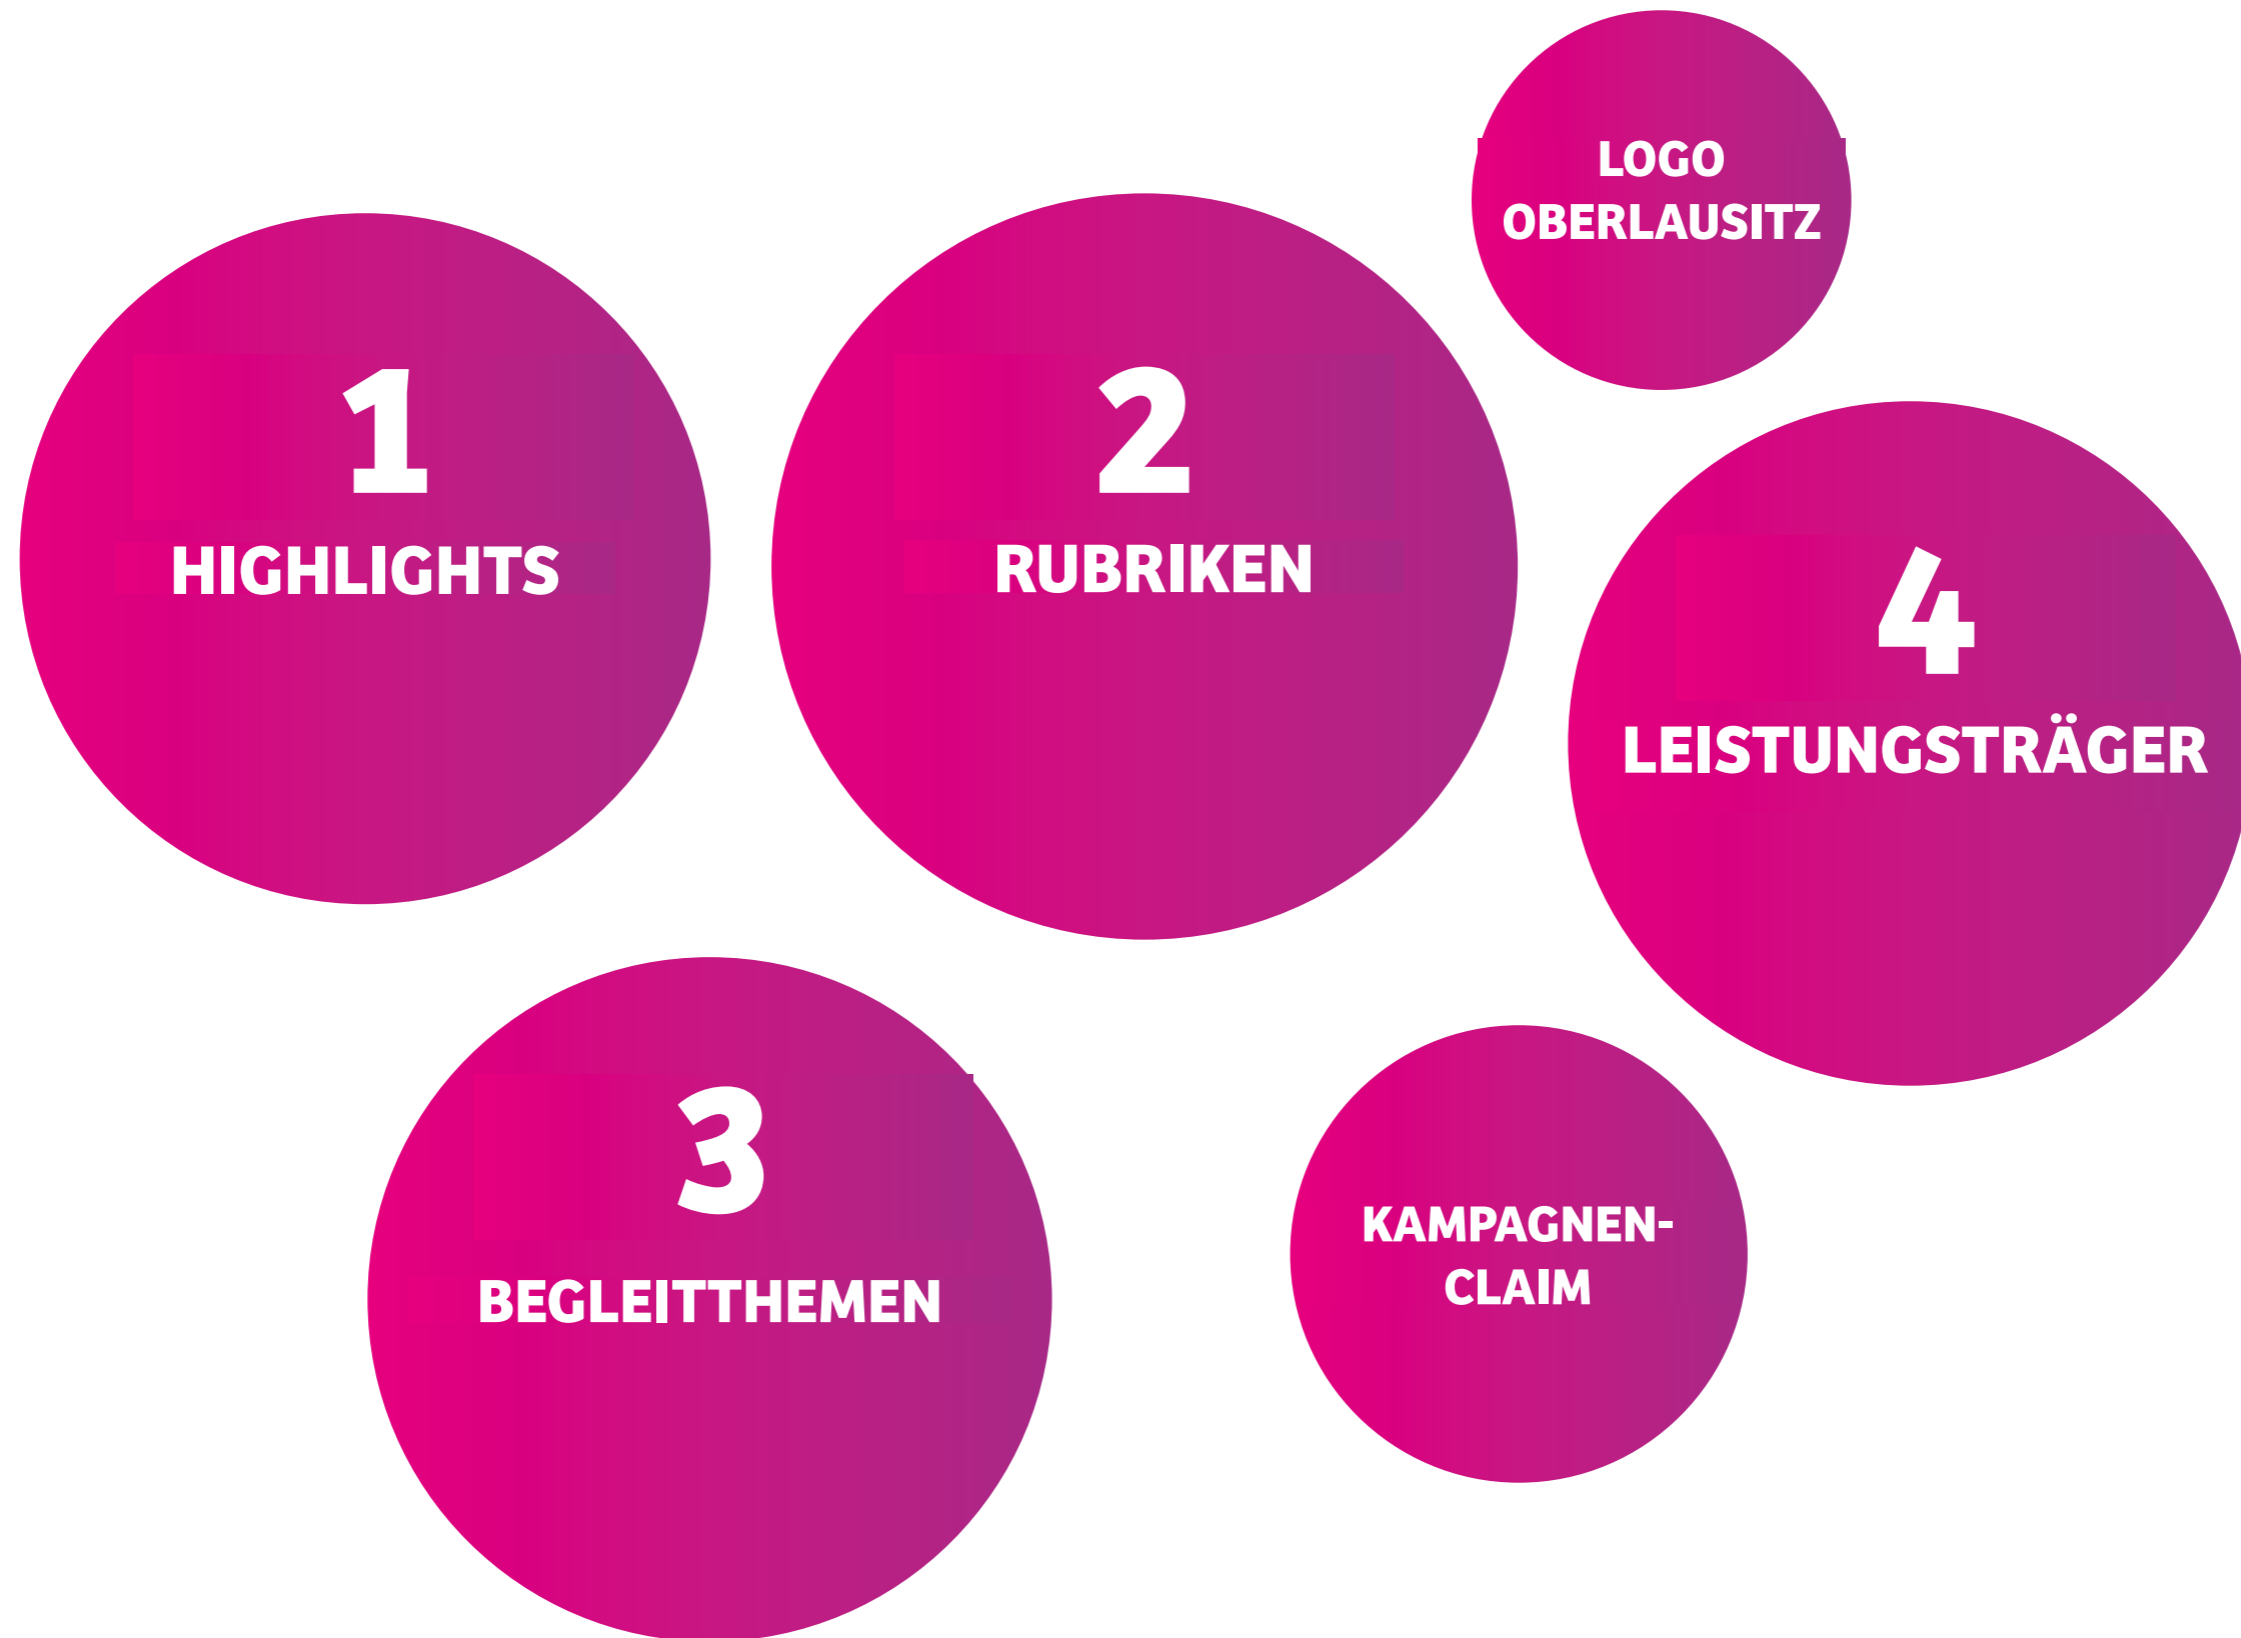 LOGO
OBERLAUSITZ
1
HIGHLIGHTS
2
RUBRIKEN
4
LEISTUNGSTRÄGER
3
BEGLEITTHEMEN
KAMPAGNEN-
CLAIM